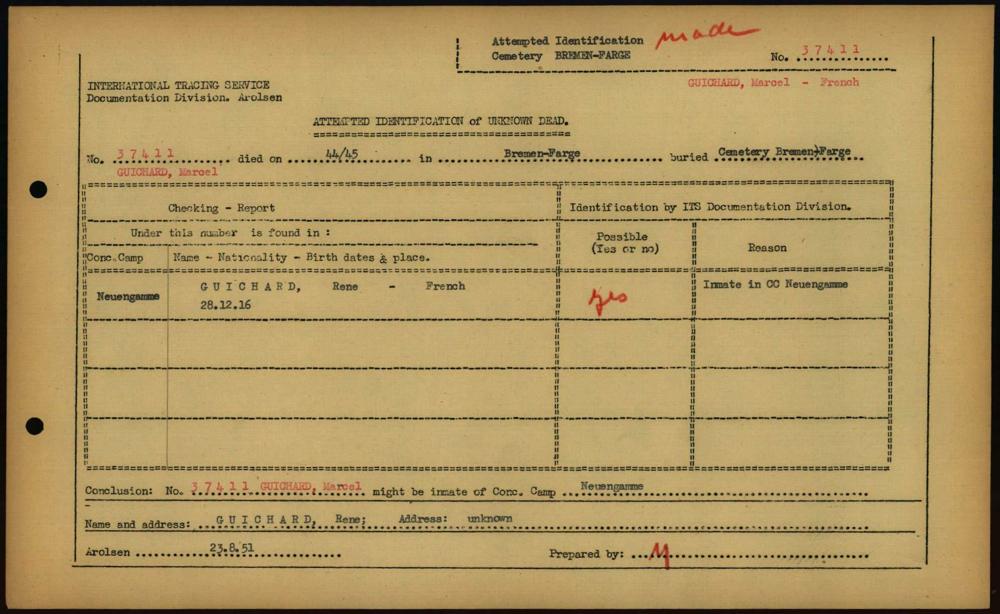 Attempted Identification made
Cemetery BREMEN-FARGE No. 37411
GUICHARD, Marcel - French
INTERNATIONAL TRACING SERVICE
Documentation Division. Arolsen
ATTEMPTED IDENTIFICATION of UNKNOWN DEAD.
No. 37411 died on 44/45 in Bremen-Farge buried Cemetery Bremen-Farge
GUICHARD, Marcel
Checking - Report
Identification by ITS Documentation Division.
Under this number is found in :
Possible (Yes or no)
Reason
Conc.Camp
Name - Nationality - Birth dates & place.
Neuengamme
GUICHARD, Rene - French
28.12.16
yes
Inmate in CC Neuengamme
Conclusion: No. 37411 GUICHARD, Marcel might be inmate of Conc. Camp Neuengamme
Name and address: GUICHARD, Rene; Address: unknown
Arolsen 23.8.51 Prepared by: